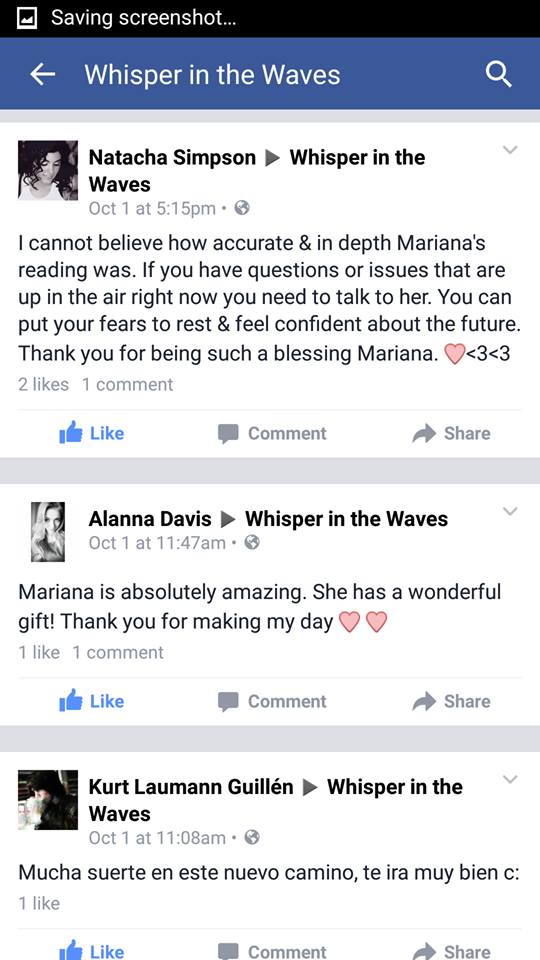 Saving screenshot...
Whisper in the Waves
Natacha Simpson ▶ Whisper in the
Waves
Oct 1 at 5:15pm •
I cannot believe how accurate & in depth Mariana's
reading was. If you have questions or issues that are
up in the air right now you need to talk to her. You can
put your fears to rest & feel confident about the future.
Thank you for being such a blessing Mariana. ♥<3<3
2 likes 1 comment
Like Comment Share
Alanna Davis ▶ Whisper in the Waves
Oct 1 at 11:47am •
Mariana is absolutely amazing. She has a wonderful
gift! Thank you for making my day ♥ ♥
1 like 1 comment
Like Comment Share
Kurt Laumann Guillén ▶ Whisper in the
Waves
Oct 1 at 11:08am •
Mucha suerte en este nuevo camino, te ira muy bien c:
1 like
Like Comment Share